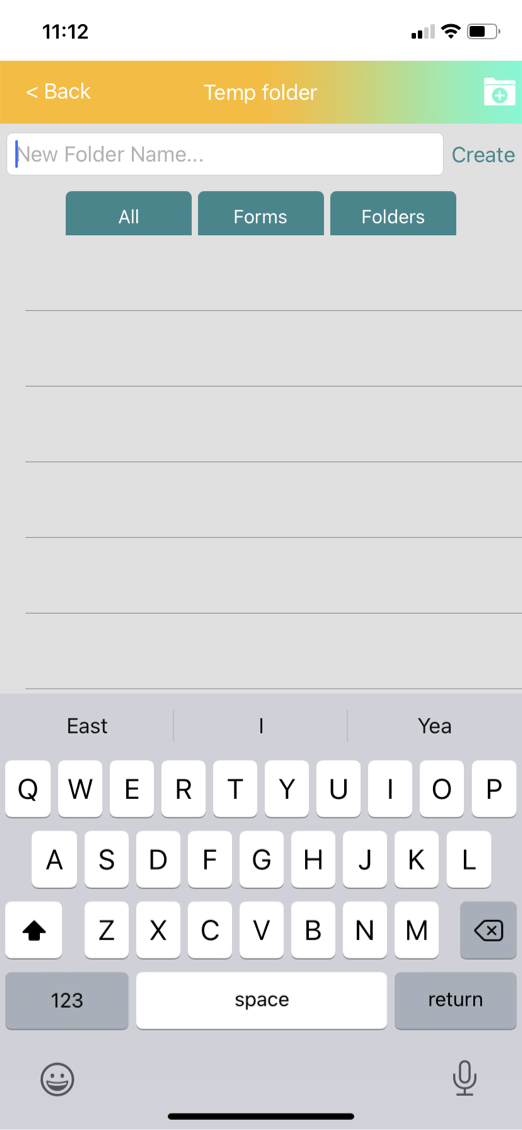 11:12
< Back Temp folder
New Folder Name... Create
All Forms Folders
East I Yea
Q W E R T Y U I O P
A S D F G H J K L
Z X C V B N M
123 space return